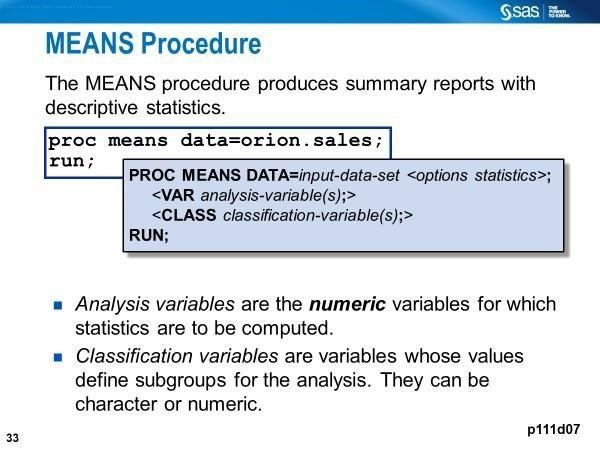 sas THE POWER TO KNOW.
MEANS Procedure
The MEANS procedure produces summary reports with
descriptive statistics.
proc means data=orion.sales;
run;
PROC MEANS DATA=input-data-set <options statistics>;
<VAR analysis-variable(s);>
<CLASS classification-variable(s);>
RUN;
Analysis variables are the numeric variables for which
statistics are to be computed.
Classification variables are variables whose values
define subgroups for the analysis. They can be
character or numeric.
33
p111d07